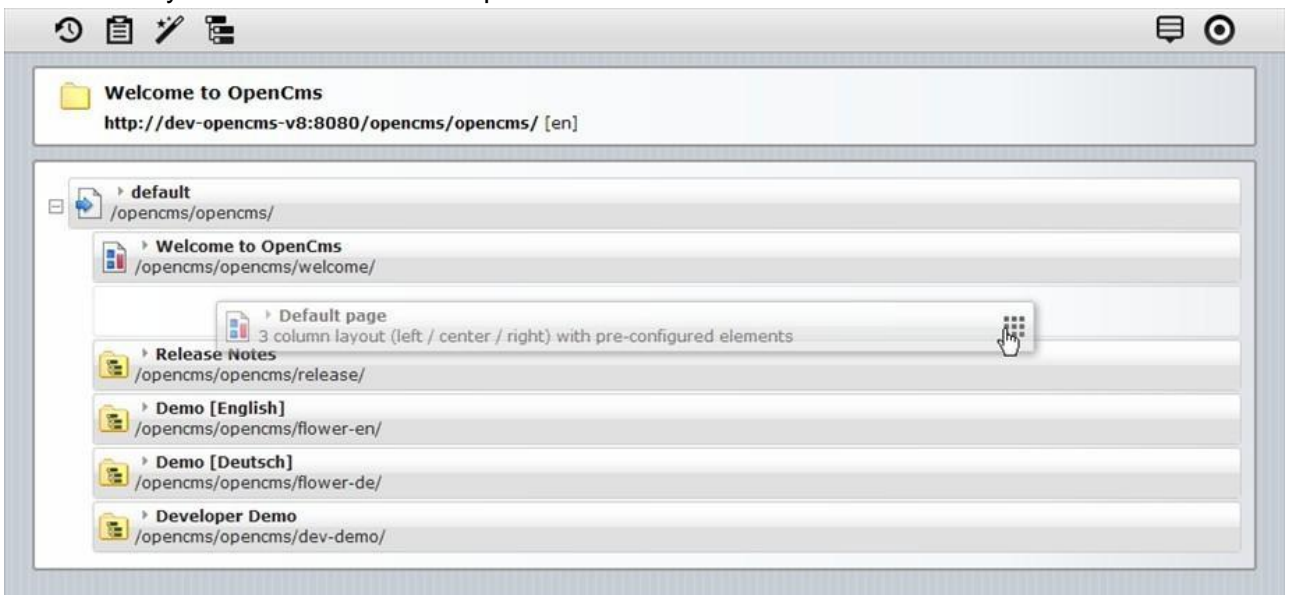 Welcome to OpenCms
http://dev-opencms-v8:8080/opencms/opencms/ [en]
default
/opencms/opencms/
Welcome to OpenCms
/opencms/opencms/welcome/
Default page
3 column layout (left / center / right) with pre-configured elements
Release Notes
/opencms/opencms/release/
Demo [English]
/opencms/opencms/flower-en/
Demo [Deutsch]
/opencms/opencms/flower-de/
Developer Demo
/opencms/opencms/dev-demo/